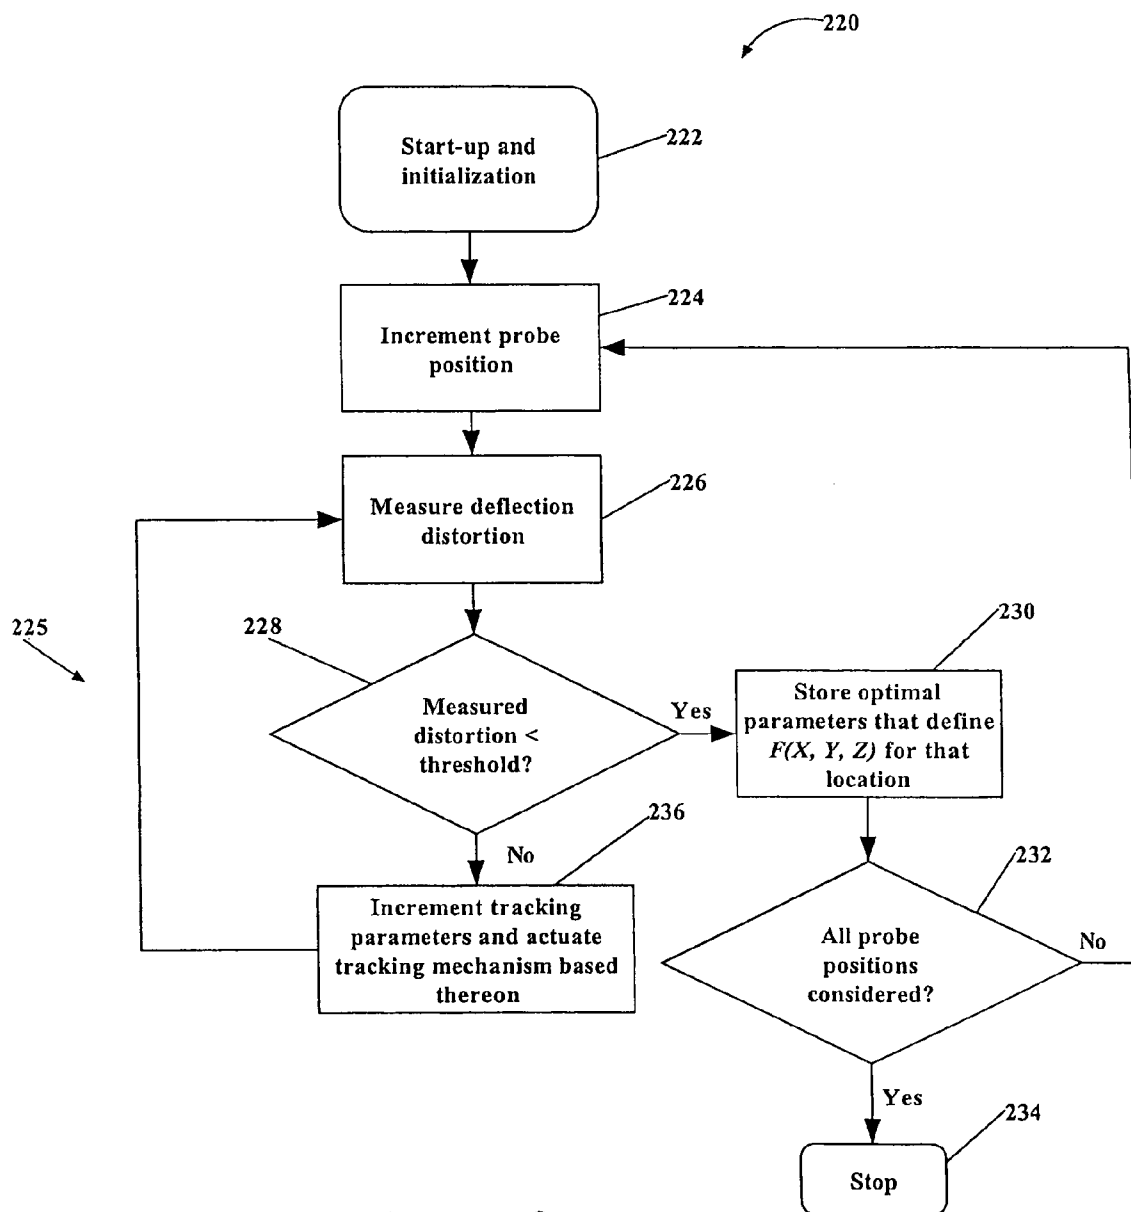 220
Start-up and
initialization
222
224
Increment probe
position
226
Measure deflection
distortion
225
228
Measured
distortion <
threshold?
Yes
230
Store optimal
parameters that define
F(X, Y, Z) for that
location
No
236
Increment tracking
parameters and actuate
tracking mechanism based
thereon
232
All probe
positions
considered?
No
Yes
234
Stop